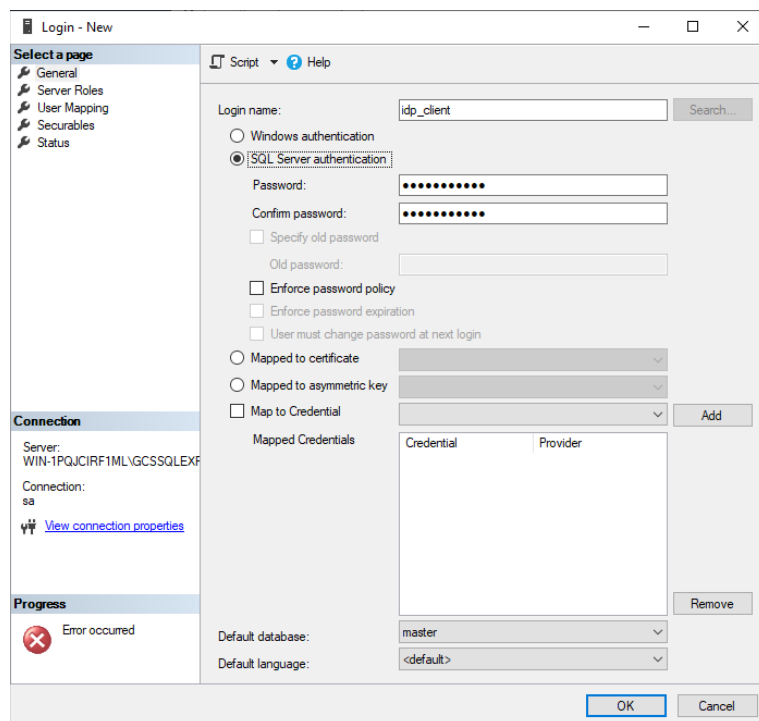 Login - New
Select a page
General
Server Roles
User Mapping
Securables
Status
Script
Help
Login name:
idp_client
Search...
Windows authentication
SQL Server authentication
Password:
●●●●●●●●●●●
Confirm password:
●●●●●●●●●●●
Specify old password
Old password:
Enforce password policy
Enforce password expiration
User must change password at next login
Mapped to certificate
Mapped to asymmetric key
Map to Credential
Add
Mapped Credentials
Credential Provider
Remove
Default database:
master
Default language:
<default>
Connection
Server:
WIN-1PQJCIRF1ML\GCSSQLEXF
Connection:
sa
View connection properties
Progress
Error occurred
OK Cancel